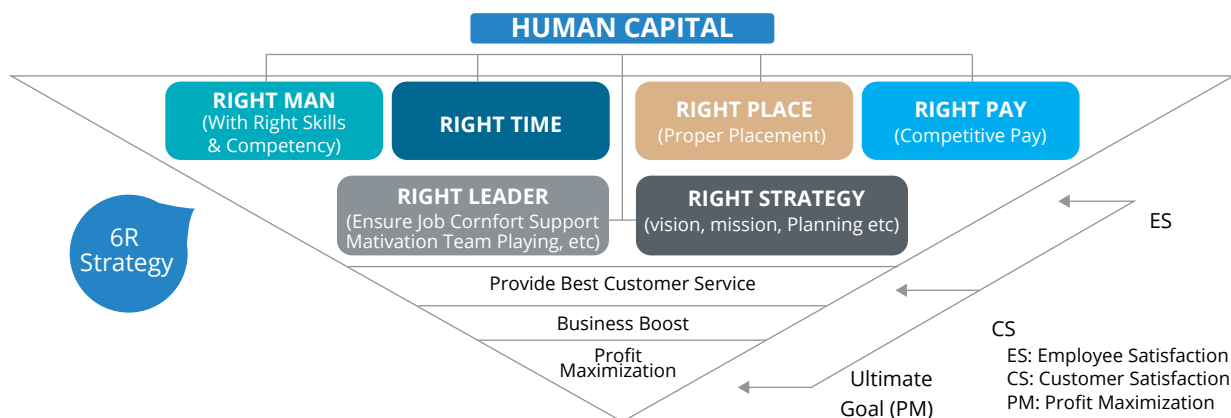 HUMAN CAPITAL
RIGHT MAN
(With Right Skills
& Competency)
RIGHT TIME
RIGHT PLACE
(Proper Placement)
RIGHT PAY
(Competitive Pay)
RIGHT LEADER
(Ensure Job Cornfort Support
Mativation Team Playing, etc)
RIGHT STRATEGY
(vision, mission, Planning etc)
6R
Strategy
ES
Provide Best Customer Service
Business Boost
CS
Profit
Maximization
Ultimate
Goal (PM)
ES: Employee Satisfaction
CS: Customer Satisfaction
PM: Profit Maximization